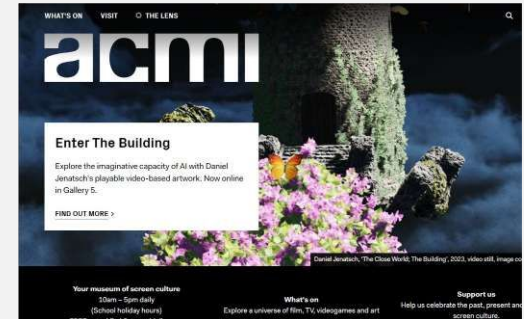 WHAT'S ON VISIT THE LENS
acmi
Enter The Building
Explore the imaginative capacity of AI with Daniel
Jenatsch's playable video-based artwork. Now online
in Gallery 5.
FIND OUT MORE >
Daniel Jenatsch, 'The Close World; The Building', 2023, video still, image co
Your museum of screen culture
10am – 5pm daily
(School holiday hours)
What's on
Explore a universe of film, TV, videogames and art
Support us
Help us celebrate the past, present and
screen culture.